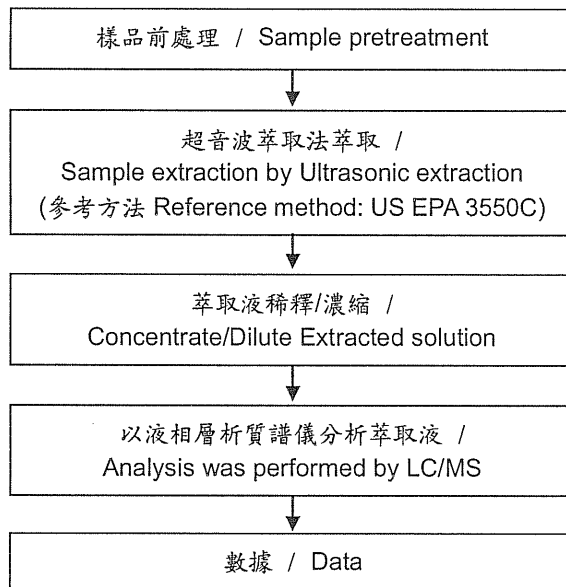 樣品前處理 / Sample pretreatment
超音波萃取法萃取 /
Sample extraction by Ultrasonic extraction
(參考方法 Reference method: US EPA 3550C)
萃取液稀釋/濃縮 /
Concentrate/Dilute Extracted solution
以液相層析質譜儀分析萃取液 /
Analysis was performed by LC/MS
數據 / Data